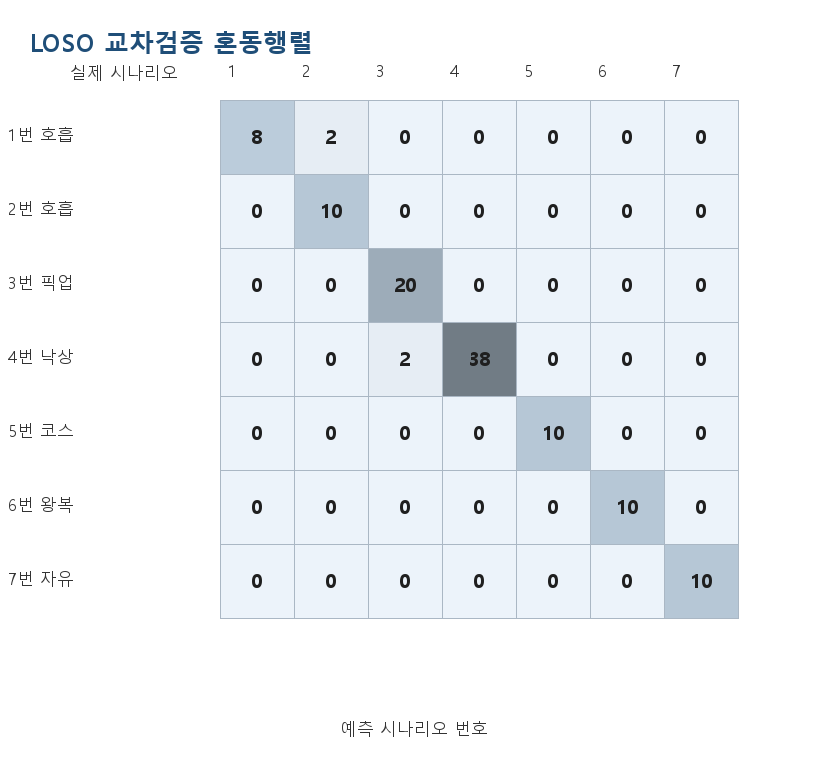 LOSO 교차검증 혼동행렬
실제 시나리오 1 2 3 4 5 6 7
1번 호흡 8 2 0 0 0 0 0
2번 호흡 0 10 0 0 0 0 0
3번 픽업 0 0 20 0 0 0 0
4번 낙상 0 0 2 38 0 0 0
5번 코스 0 0 0 0 10 0 0
6번 왕복 0 0 0 0 0 10 0
7번 자유 0 0 0 0 0 0 10
예측 시나리오 번호